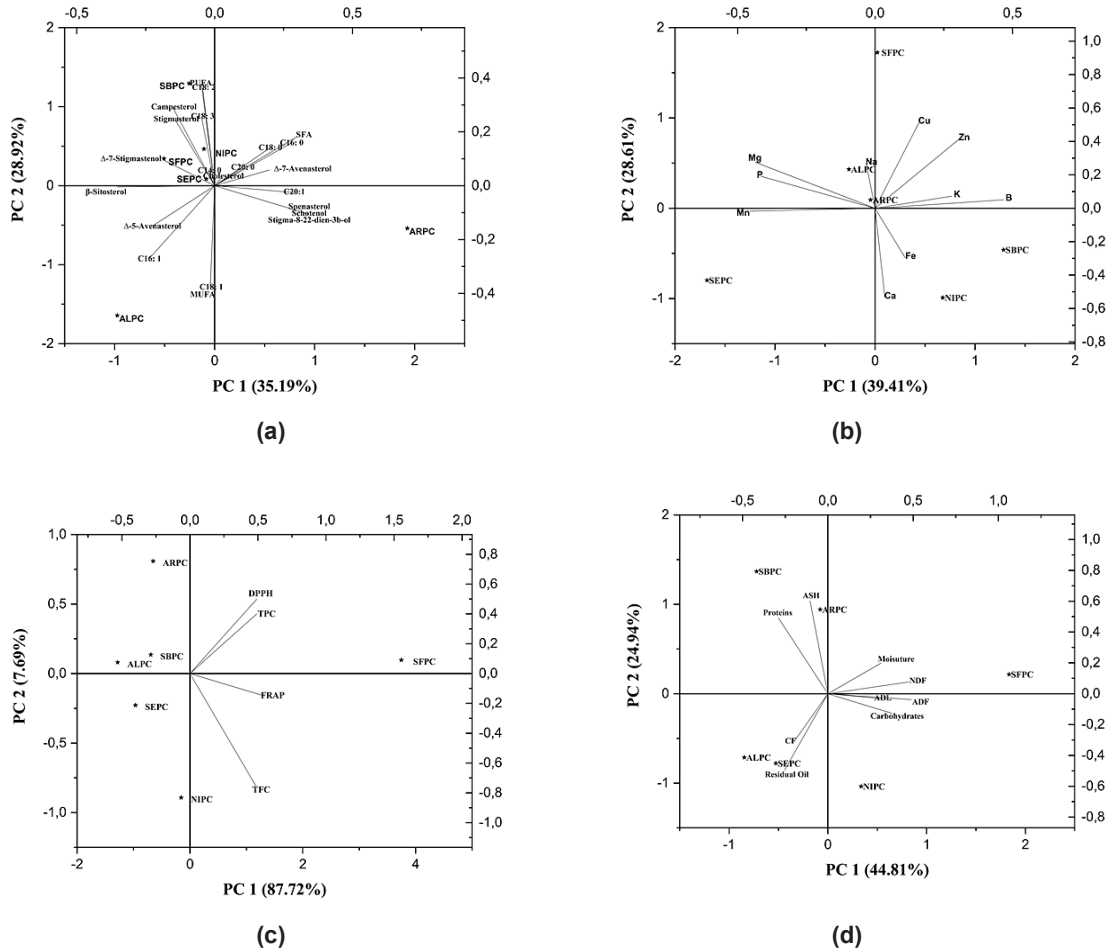 0,0 0,5
2
SBPC PUFA
C18: 2
0,4
1
Campesterol
Stigmasterol C18: 3
0,2
SFA
C16: 0
C18: 0
Δ-7-Stigmastenol
SFPC NIPC
C20: 0
C14: 0 Δ-7-Avenasterol
SEPC Cholesterol
0 0,0
β-Sitosterol C20:1
Spenasterol
Schotenol
Stigma-8-22-dien-3b-ol
Δ-5-Avenasterol
ARPC
-0,2
C16: 1
-1
C18: 1
MUFA
-0,4
ALPC
-2
-1 0 1 2
PC 1 (35.19%)
PC 2 (28.92%)
(a)
-0,5 0,0 0,5
2
1,0
SFPC
0,8
1
0,6
Cu
Zn
0,4
Mg Na
ALPC
0,2
P
K B
ARPC
0 0,0
Mn
SBPC
-0,2
Fe
SEPC
-0,4
-1
Ca NIPC
-0,6
-0,8
-2 -1 0 1 2
PC 1 (39.41%)
PC 2 (28.61%)
(b)
-0,5 0,0 0,5 1,0 1,5 2,0
1,0
ARPC
0,8
0,6
DPPH
0,5
TPC
0,4
0,2
SBPC
ALPC SFPC
0,0 0,0
FRAP
-0,2
SEPC
-0,4
-0,5
-0,6
TFC
-0,8
NIPC
-1,0 -1,0
0 2 4
PC 1 (87.72%)
PC 2 (7.69%)
(c)
-0,5 0,0 0,5 1,0
2
1,0
SBPC
0,8
ASH
0,6
1
Proteins ARPC
0,4
Moisuture
0,2
SFPC
NDF
0 0,0
ADL ADF
Carbohydrates
-0,2
CF
ALPC
SEPC
-0,4
Residual Oil
-1
NIPC
-0,6
-0,8
-1 0 1 2
PC 1 (44.81%)
PC 2 (24.94%)
(d)